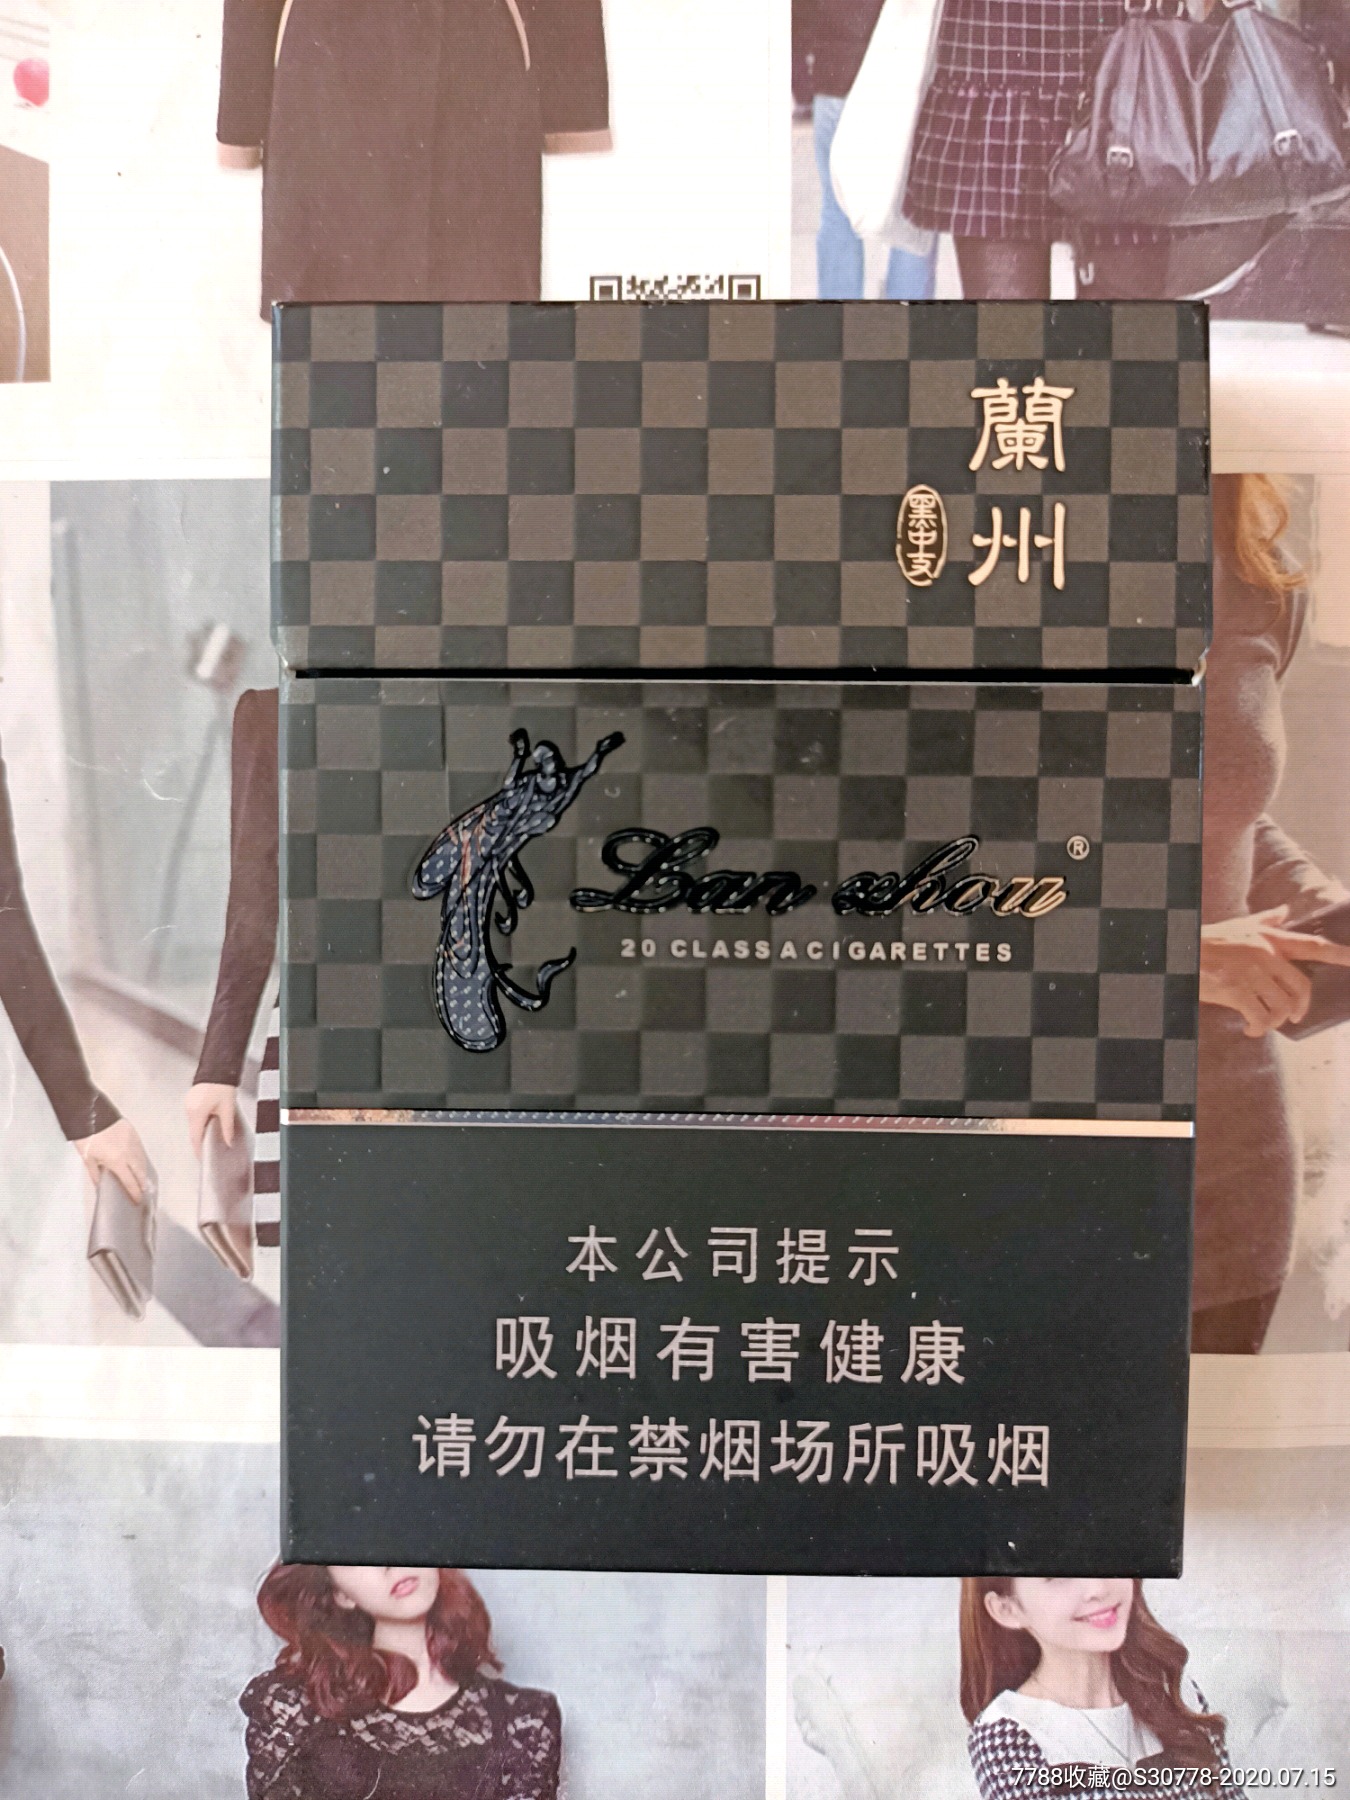 蘭州
黑中支
Lan zhou®
20 CLASS A CIGARETTES
本公司提示
吸烟有害健康
请勿在禁烟场所吸烟
7788收藏@S30778-2020.07.15